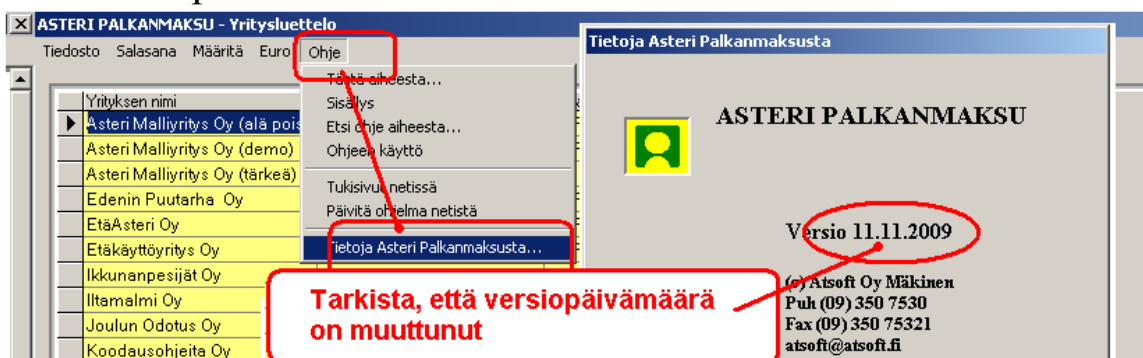 ASTERI PALKANMAKSU - Yritysluettelo
Tiedosto Salasana Määritä Euro Ohje
Yrityksen nimi
Asteri Malliyritys Oy (älä pois
Asteri Malliyritys Oy (demo)
Asteri Malliyritys Oy (tärkeä)
Edenin Puutarha Oy
EtäAsteri Oy
Etäkäyttöyritys Oy
Ikkunanpesijät Oy
Iltamalmi Oy
Joulun Odotus Oy
Koodausohjeita Oy
Tästä aiheesta...
Sisällys
Etsi ohje aiheesta...
Ohjeen käyttö
Tukisivut netissä
Päivitä ohjelma netistä
Tietoja Asteri Palkanmaksusta...
Tarkista, että versiopäivämäärä
on muuttunut
Tietoja Asteri Palkanmaksusta
ASTERI PALKANMAKSU
Versio 11.11.2009
(c) Atsoft Oy Mäkinen
Puh (09) 350 7530
Fax (09) 350 75321
atsoft@atsoft.fi